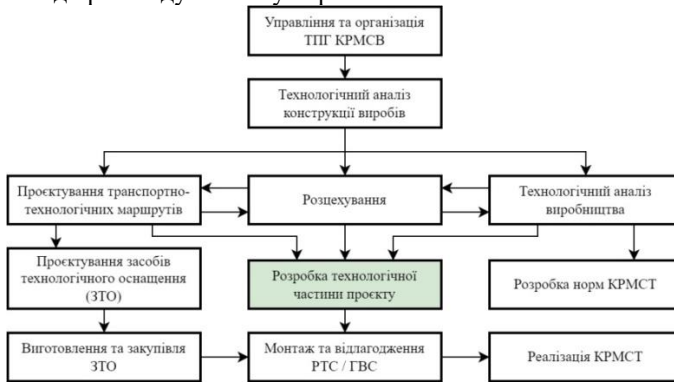 Управління та організація
ТПГ КРМСВ
Технологічний аналіз
конструкції виробів
Проєктування транспортно-
технологічних маршрутів
Розцехування
Технологічний аналіз
виробництва
Проєктування засобів
технологічного оснащення
(ЗТО)
Розробка технологічної
частини проєкту
Розробка норм КРМСТ
Виготовлення та закупівля
ЗТО
Монтаж та відлагодження
РТС / ГВС
Реалізація КРМСТ